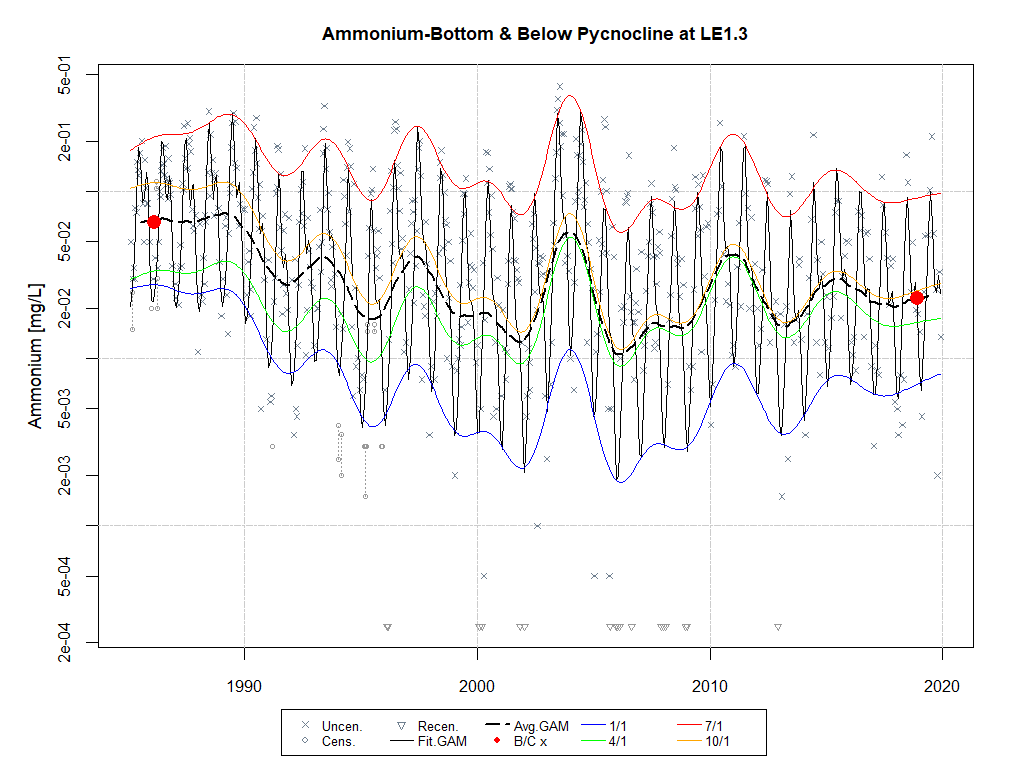 Ammonium-Bottom & Below Pycnocline at LE1.3
Ammonium [mg/L]
5e-01
2e-01
5e-02
2e-02
5e-03
2e-03
5e-04
2e-04
1990 2000 2010 2020
Uncen. Recen. Avg.GAM 1/1 7/1
Cens. Fit.GAM B/C x 4/1 10/1